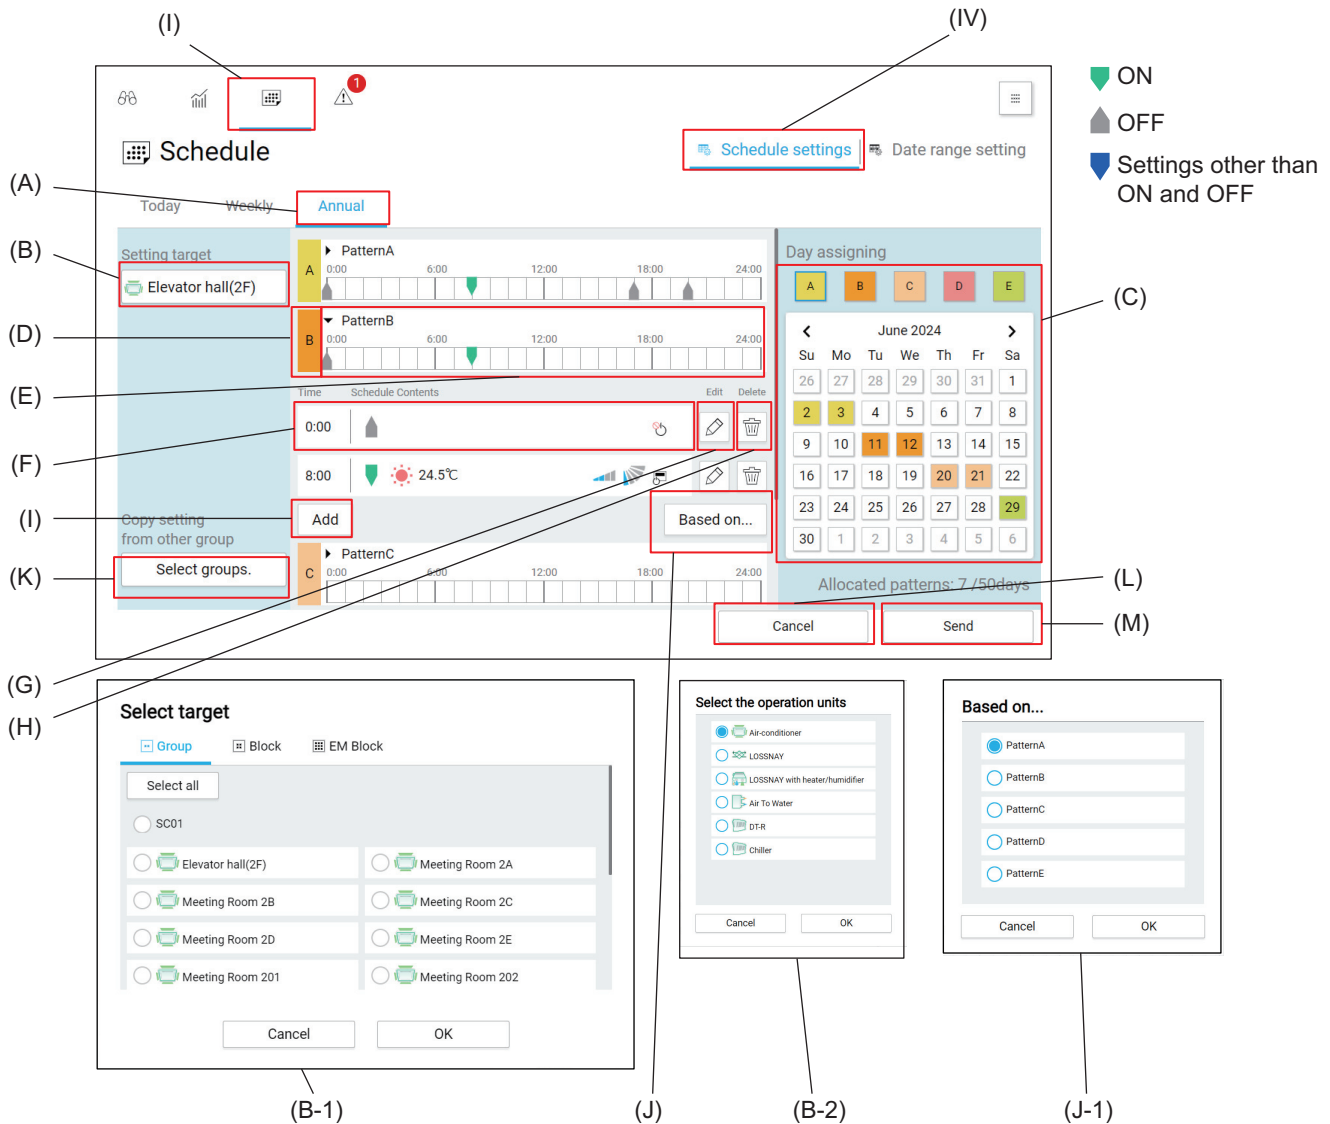 (I)
(IV)
1
ON
OFF
Settings other than
ON and OFF
Schedule
Schedule settings
Date range setting
(A)
Today
Weekly
Annual
(B)
Setting target
Elevator hall(2F)
A
PatternA
0:00 6:00 12:00 18:00 24:00
Day assigning
A B C D E
(C)
(D)
B
PatternB
0:00 6:00 12:00 18:00 24:00
June 2024
Su Mo Tu We Th Fr Sa
26 27 28 29 30 31 1
2 3 4 5 6 7 8
9 10 11 12 13 14 15
16 17 18 19 20 21 22
23 24 25 26 27 28 29
30 1 2 3 4 5 6
(E)
Time Schedule Contents Edit Delete
0:00
(F)
8:00 24.5℃
(I)
Copy setting
from other group
Add
Based on...
(K)
Select groups.
C
PatternC
0:00 6:00 12:00 18:00 24:00
Allocated patterns: 7 /50days
(L)
Cancel
Send
(M)
(G)
(H)
Select target
Group
Block
EM Block
Select all
SC01
Elevator hall(2F)
Meeting Room 2A
Meeting Room 2B
Meeting Room 2C
Meeting Room 2D
Meeting Room 2E
Meeting Room 201
Meeting Room 202
Cancel
OK
Select the operation units
Air-conditioner
LOSSNAY
LOSSNAY with heater/humidifier
Air To Water
DT-R
Chiller
Cancel
OK
Based on...
PatternA
PatternB
PatternC
PatternD
PatternE
Cancel
OK
(B-1)
(J)
(B-2)
(J-1)